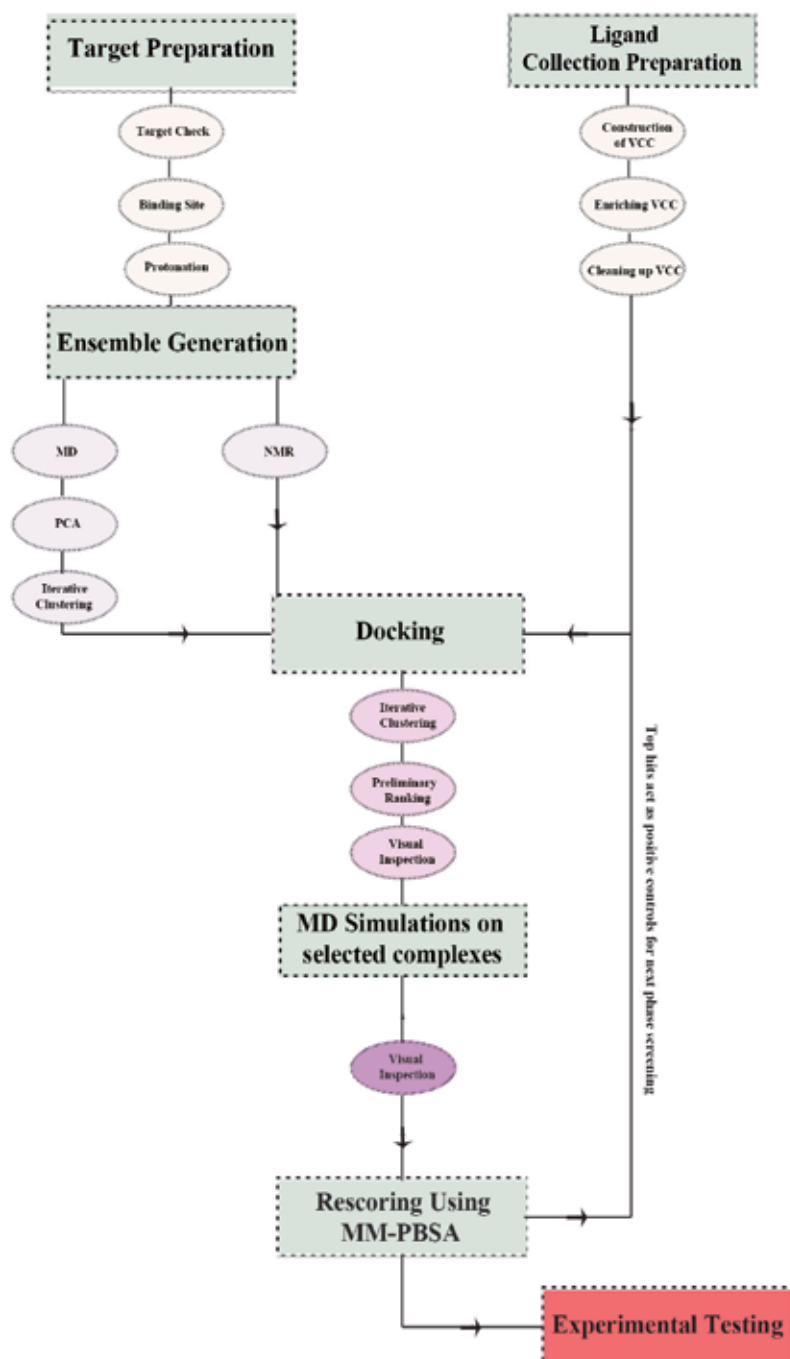 Target Preparation
Ligand
Collection Preparation
Target Check
Construction
of VCC
Binding Site
Enriching VCC
Protonation
Cleaning up VCC
Ensemble Generation
MD
NMR
PCA
Iterative
Clustering
Docking
Iterative
Clustering
Preliminary
Ranking
Visual
Inspection
Top hits act as positive controls for next phase screening
MD Simulations on
selected complexes
Visual
Inspection
Rescoring Using
MM-PBSA
Experimental Testing